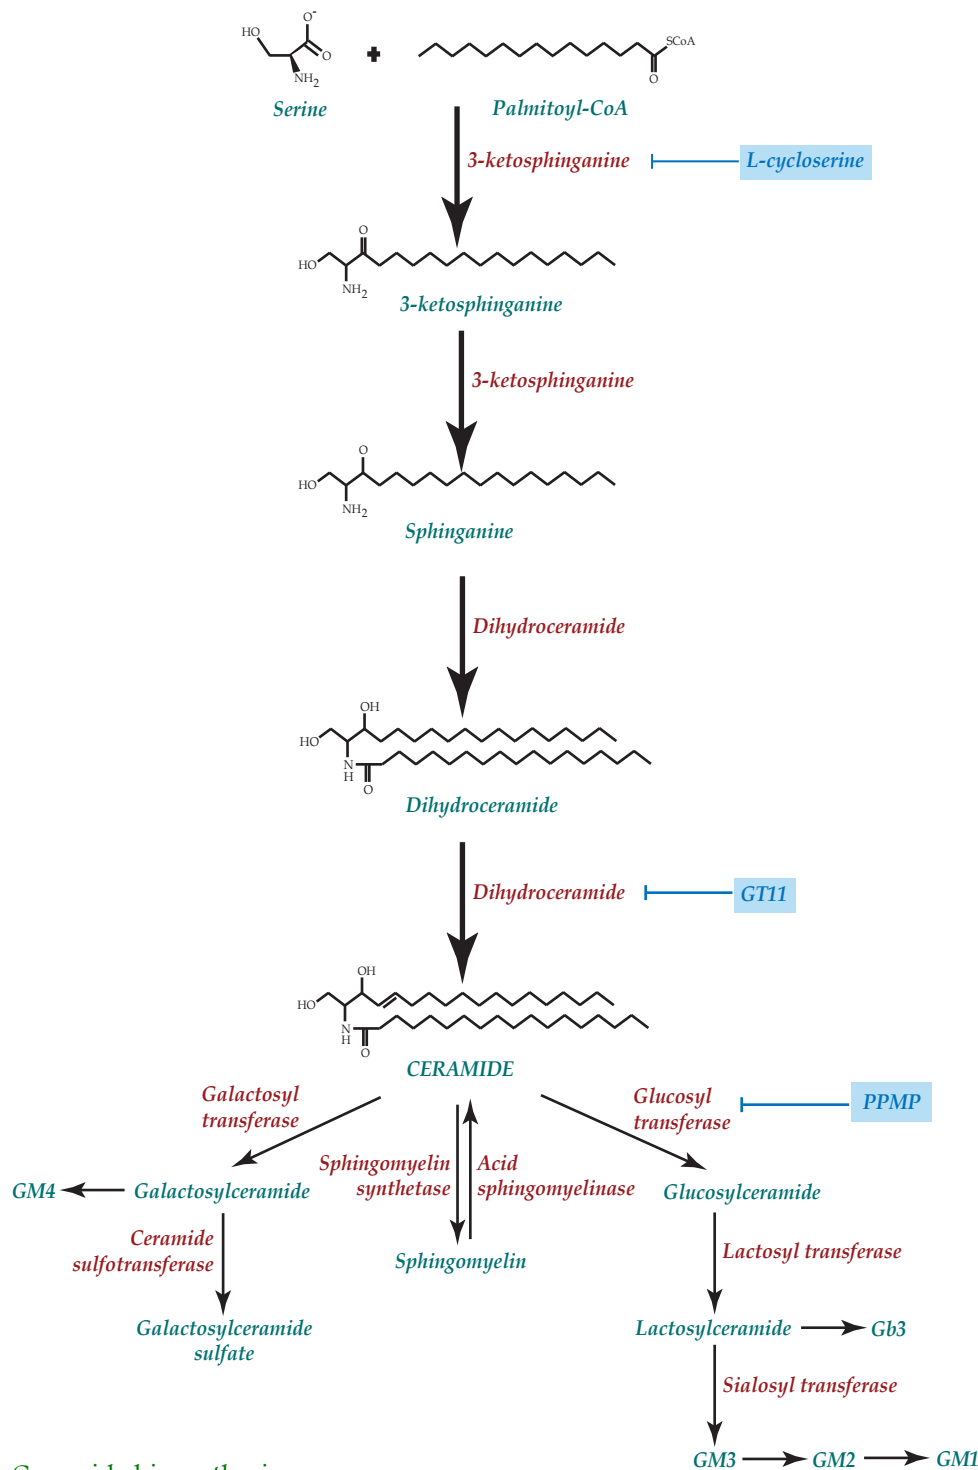 HO
O-
O
NH2
SCoA
O
Serine
Palmitoyl-CoA
3-ketosphinganine
L-cycloserine
O
HO
NH2
3-ketosphinganine
3-ketosphinganine
O
HO
NH2
Sphinganine
Dihydroceramide
OH
HO
N
H
O
Dihydroceramide
Dihydroceramide
GT11
OH
HO
N
H
O
CERAMIDE
Galactosyl
transferase
Glucosyl
transferase
PPMP
Sphingomyelin
synthetase
Acid
sphingomyelinase
GM4
Galactosylceramide
Glucosylceramide
Ceramide
sulfotransferase
Sphingomyelin
Lactosyl transferase
Galactosylceramide
sulfate
Lactosylceramide
Gb3
Sialosyl transferase
GM3
GM2
GM1